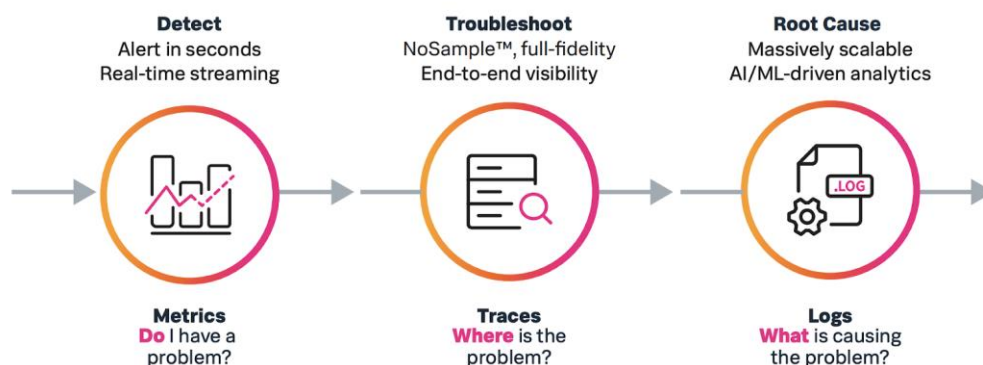 Detect
Alert in seconds
Real-time streaming
Troubleshoot
NoSample™, full-fidelity
End-to-end visibility
Root Cause
Massively scalable
AI/ML-driven analytics
.LOG
Metrics
Do I have a
problem?
Traces
Where is the
problem?
Logs
What is causing
the problem?